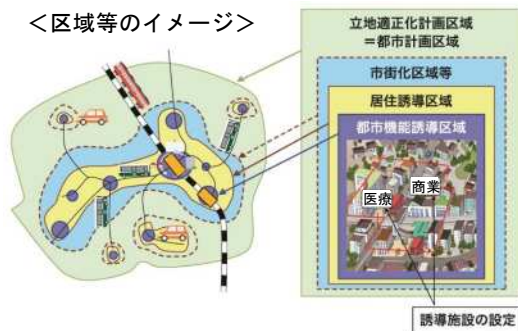 ＜区域等のイメージ＞
立地適正化計画区域
＝都市計画区域
市街化区域等
居住誘導区域
都市機能誘導区域
医療
商業
誘導施設の設定